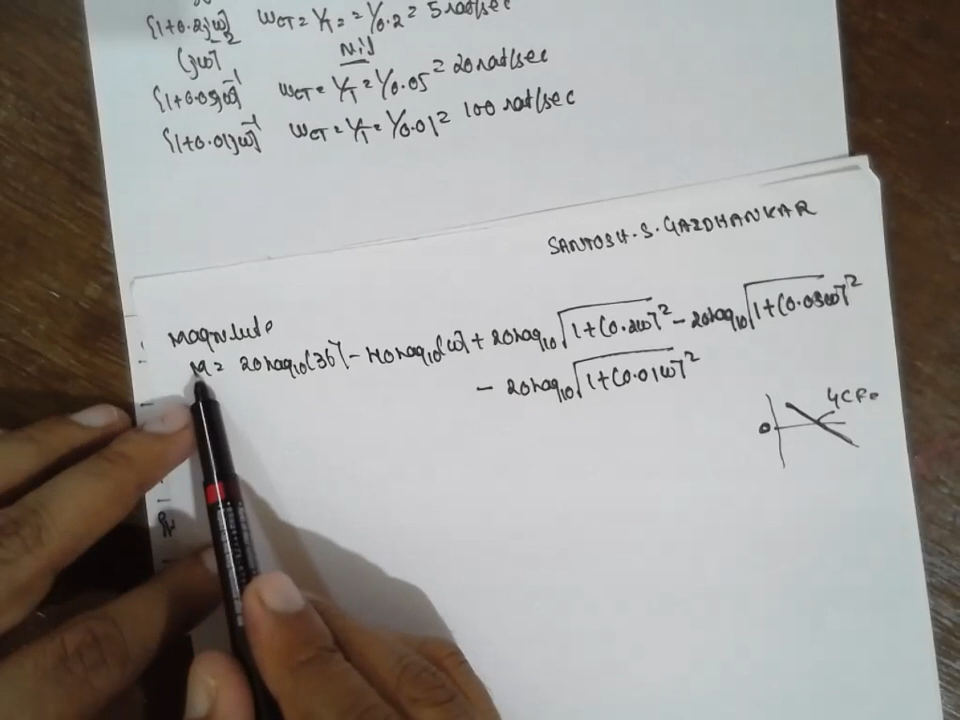 {1+0.2jω} ωCT = 1/T = 1/0.2 = 5 rad/sec
(jω)^2 Nil
{1+0.05jω}^-1 ωCT = 1/T = 1/0.05 = 20 rad/sec
{1+0.01jω}^-1 ωCT = 1/T = 1/0.01 = 100 rad/sec
SANTOSH.S.GAZDHANKAR
Magnitude
M = 20log10(36) - 40log10(ω) + 20log10√1+(0.2ω)^2 - 20log10√1+(0.05ω)^2
- 20log10√1+(0.01ω)^2
0